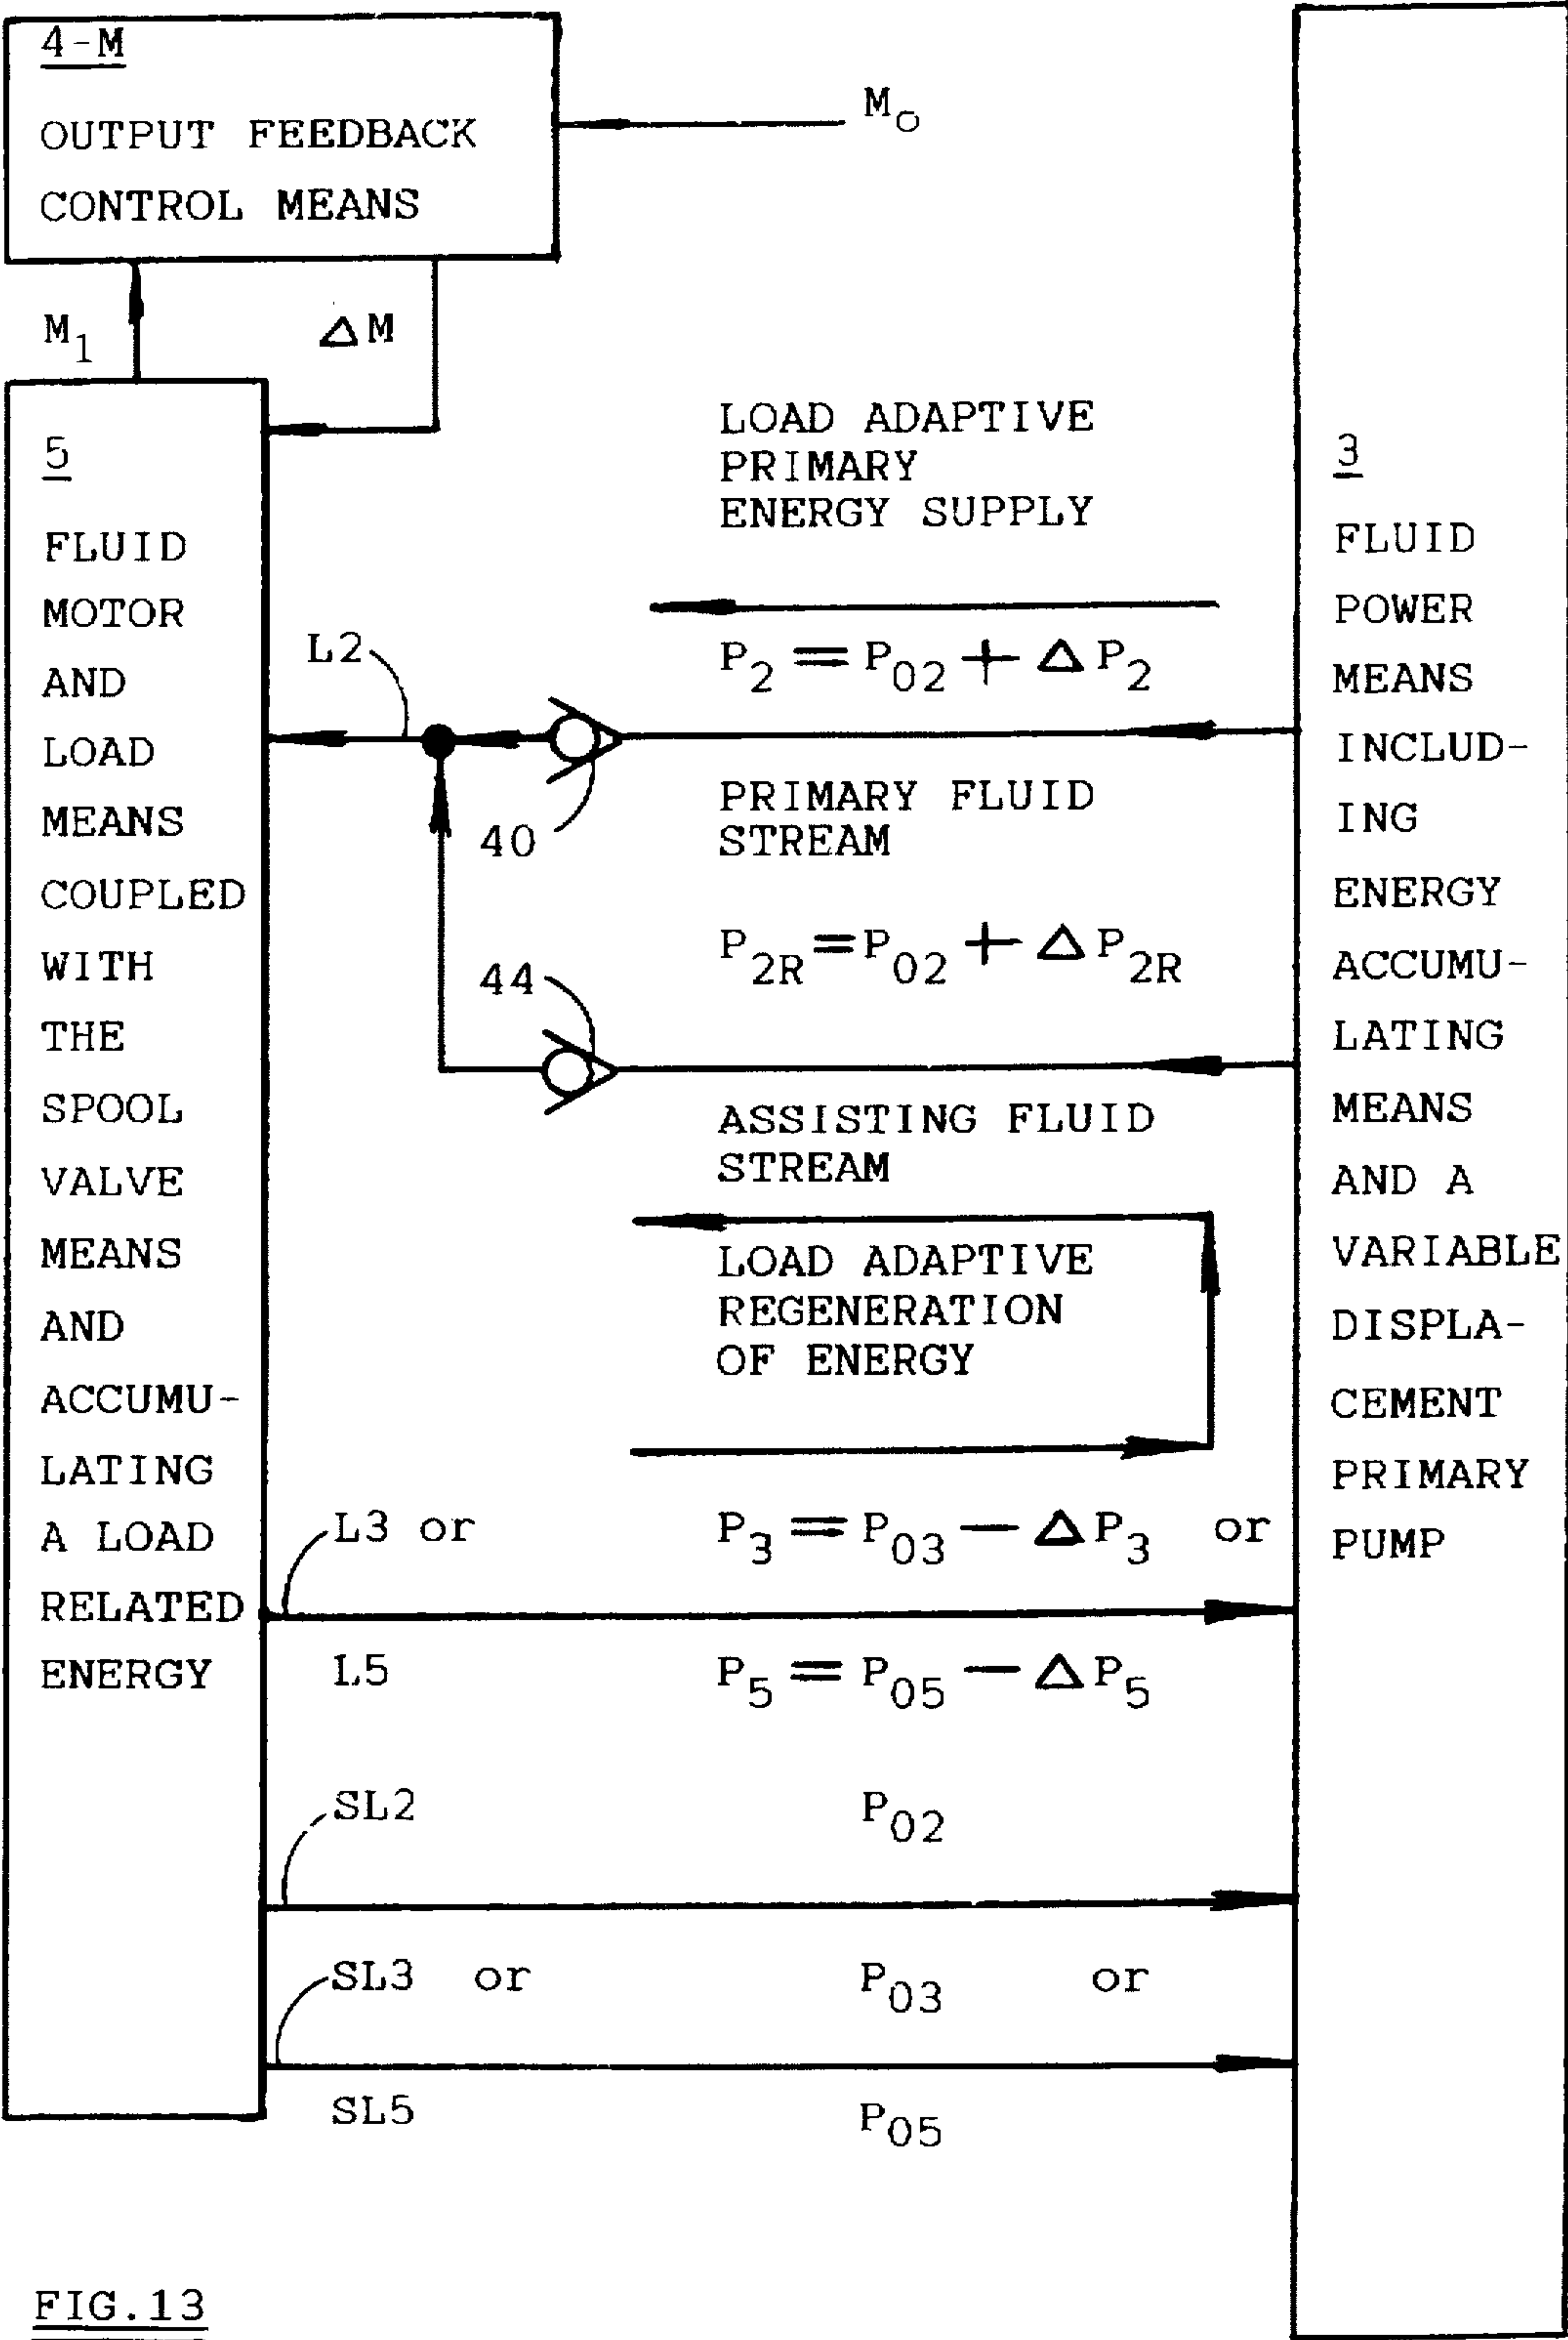 4-M
OUTPUT FEEDBACK
CONTROL MEANS
M₀
M₁
ΔM
5
FLUID
MOTOR
AND
LOAD
MEANS
COUPLED
WITH
THE
SPOOL
VALVE
MEANS
AND
ACCUMU-
LATING
A LOAD
RELATED
ENERGY
LOAD ADAPTIVE
PRIMARY
ENERGY SUPPLY
P₂ = P₀₂ + ΔP₂
L2
40
PRIMARY FLUID
STREAM
P₂R = P₀₂ + ΔP₂R
44
ASSISTING FLUID
STREAM
LOAD ADAPTIVE
REGENERATION
OF ENERGY
L3 or
P₃ = P₀₃ − ΔP₃ or
L5
P₅ = P₀₅ − ΔP₅
SL2
P₀₂
SL3 or
P₀₃ or
SL5
P₀₅
3
FLUID
POWER
MEANS
INCLUD-
ING
ENERGY
ACCUMU-
LATING
MEANS
AND A
VARIABLE
DISPLA-
CEMENT
PRIMARY
PUMP
FIG.13